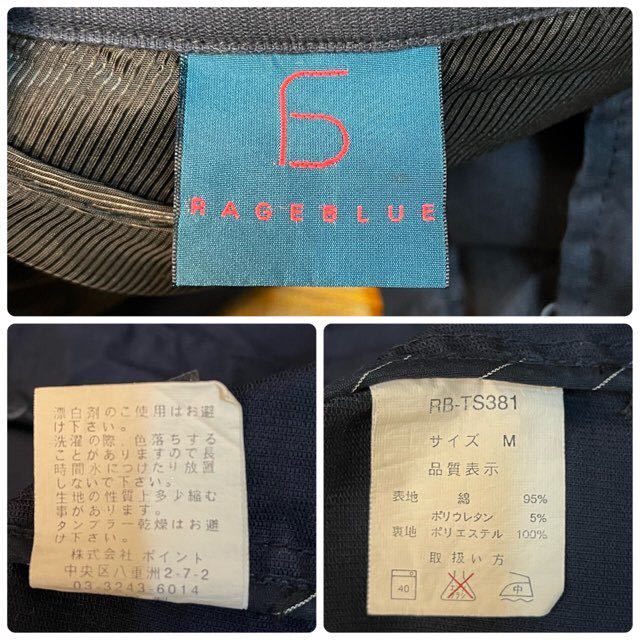 RAGEBLUE
漂白剤のご使用はお避
け下さい。
洗濯の際、色落ちする
ことがありますので長
時間水につけたり放置
しないで下さい。
生地の性質上多少縮む
事があります。
タンブラー乾燥はお避
け下さい。
株式会社 ポイント
中央区八重洲2-7-2
03-3243-6014
RB-TS381
サイズ M
品質表示
表地 綿 95%
ポリウレタン 5%
裏地 ポリエステル 100%
取扱い方
40
中